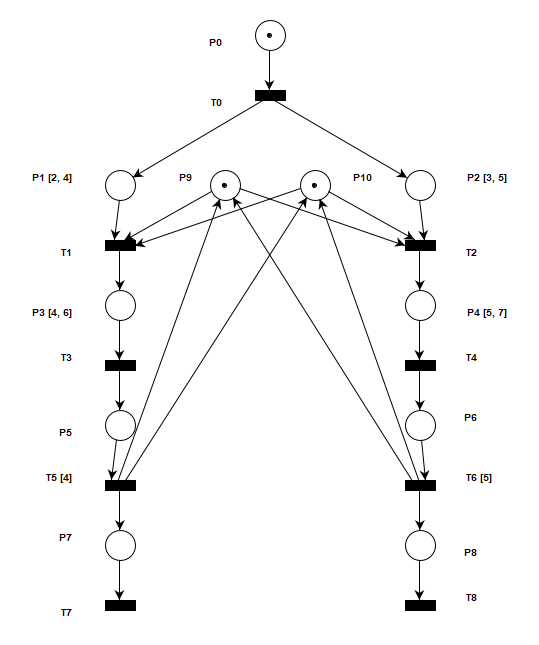 P0
T0
P1 [2, 4]
P9
P10
P2 [3, 5]
T1
T2
P3 [4, 6]
P4 [5, 7]
T3
T4
P5
P6
T5 [4]
T6 [5]
P7
P8
T7
T8